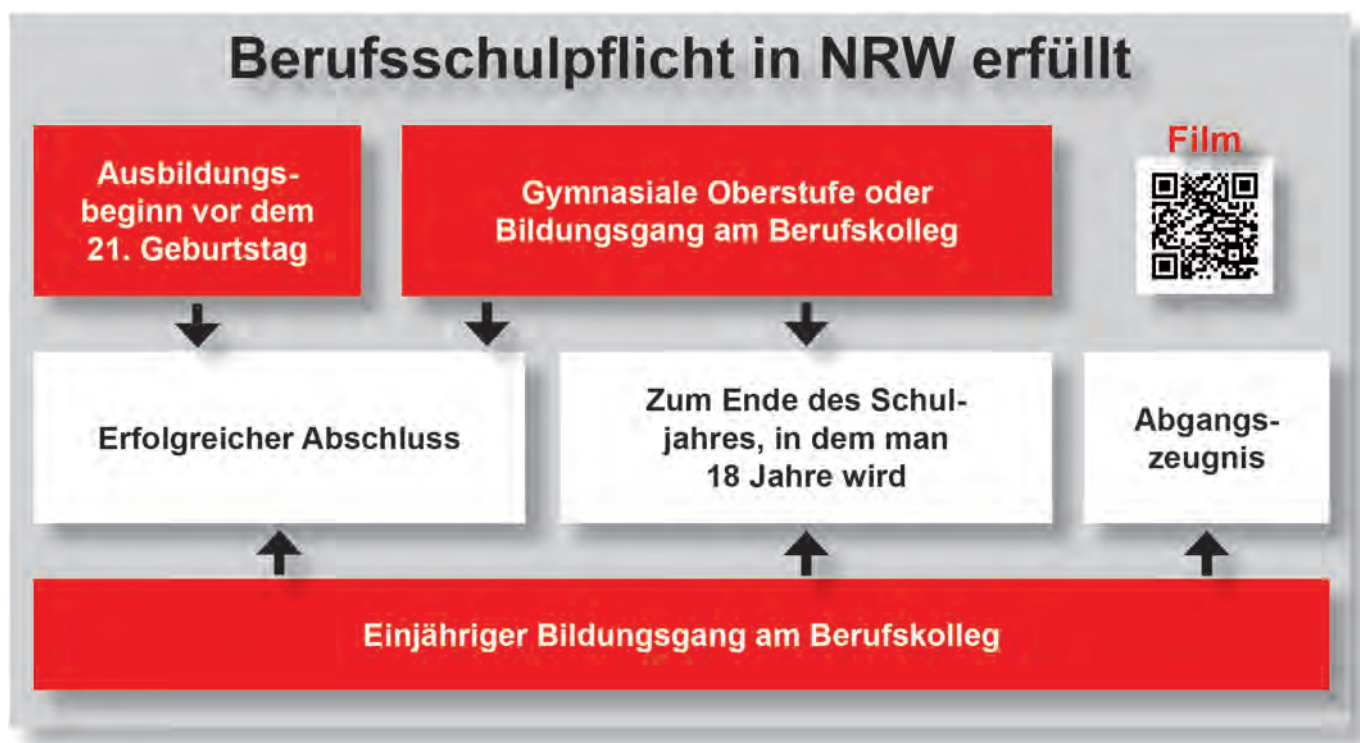 Berufsschulpflicht in NRW erfüllt
Ausbildungs-
beginn vor dem
21. Geburtstag
Gymnasiale Oberstufe oder
Bildungsgang am Berufskolleg
Film
Erfolgreicher Abschluss
Zum Ende des Schul-
jahres, in dem man
18 Jahre wird
Abgangs-
zeugnis
Einjähriger Bildungsgang am Berufskolleg